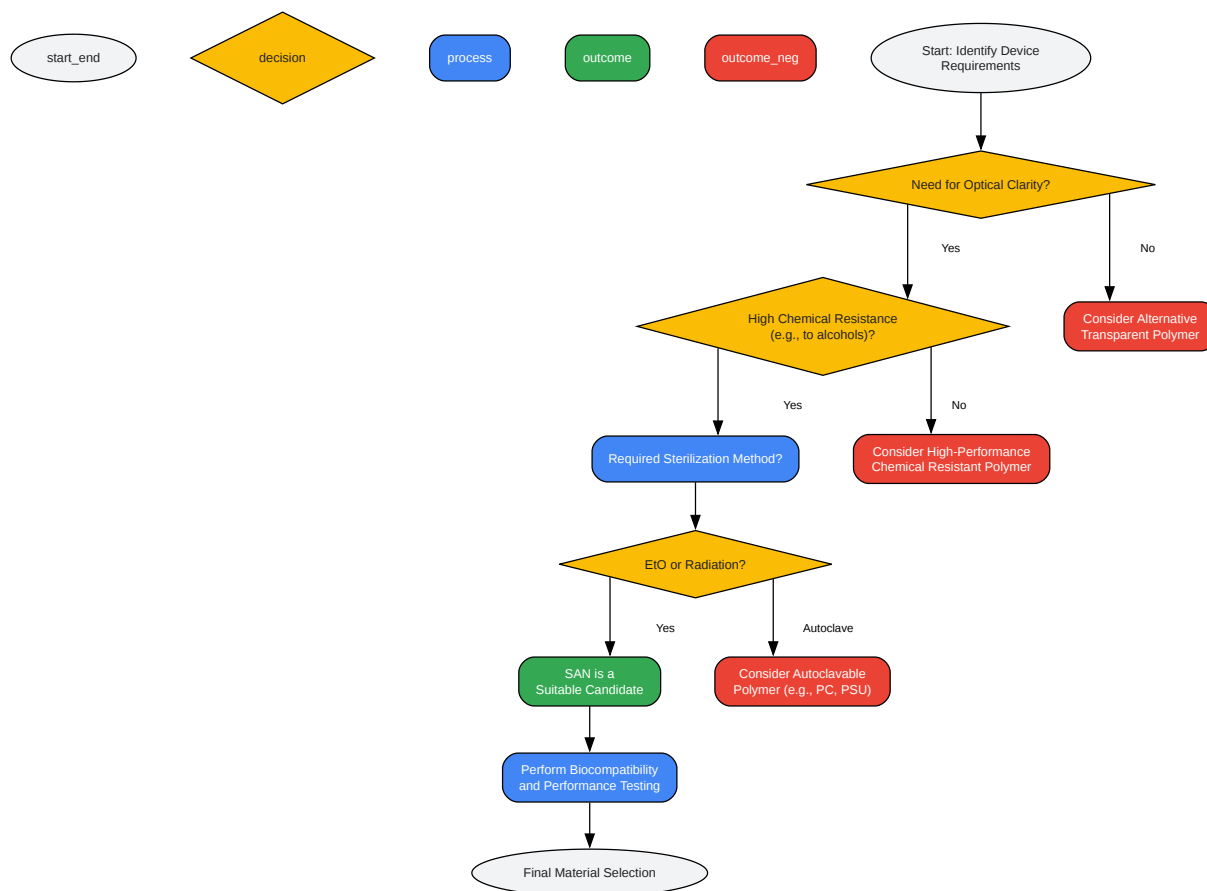 start_end
decision
process
outcome
outcome_neg
Start: Identify Device
Requirements
Need for Optical Clarity?
Yes
No
High Chemical Resistance
(e.g., to alcohols)?
Consider Alternative
Transparent Polymer
Yes
No
Required Sterilization Method?
Consider High-Performance
Chemical Resistant Polymer
EtO or Radiation?
Yes
Autoclave
SAN is a
Suitable Candidate
Consider Autoclavable
Polymer (e.g., PC, PSU)
Perform Biocompatibility
and Performance Testing
Final Material Selection